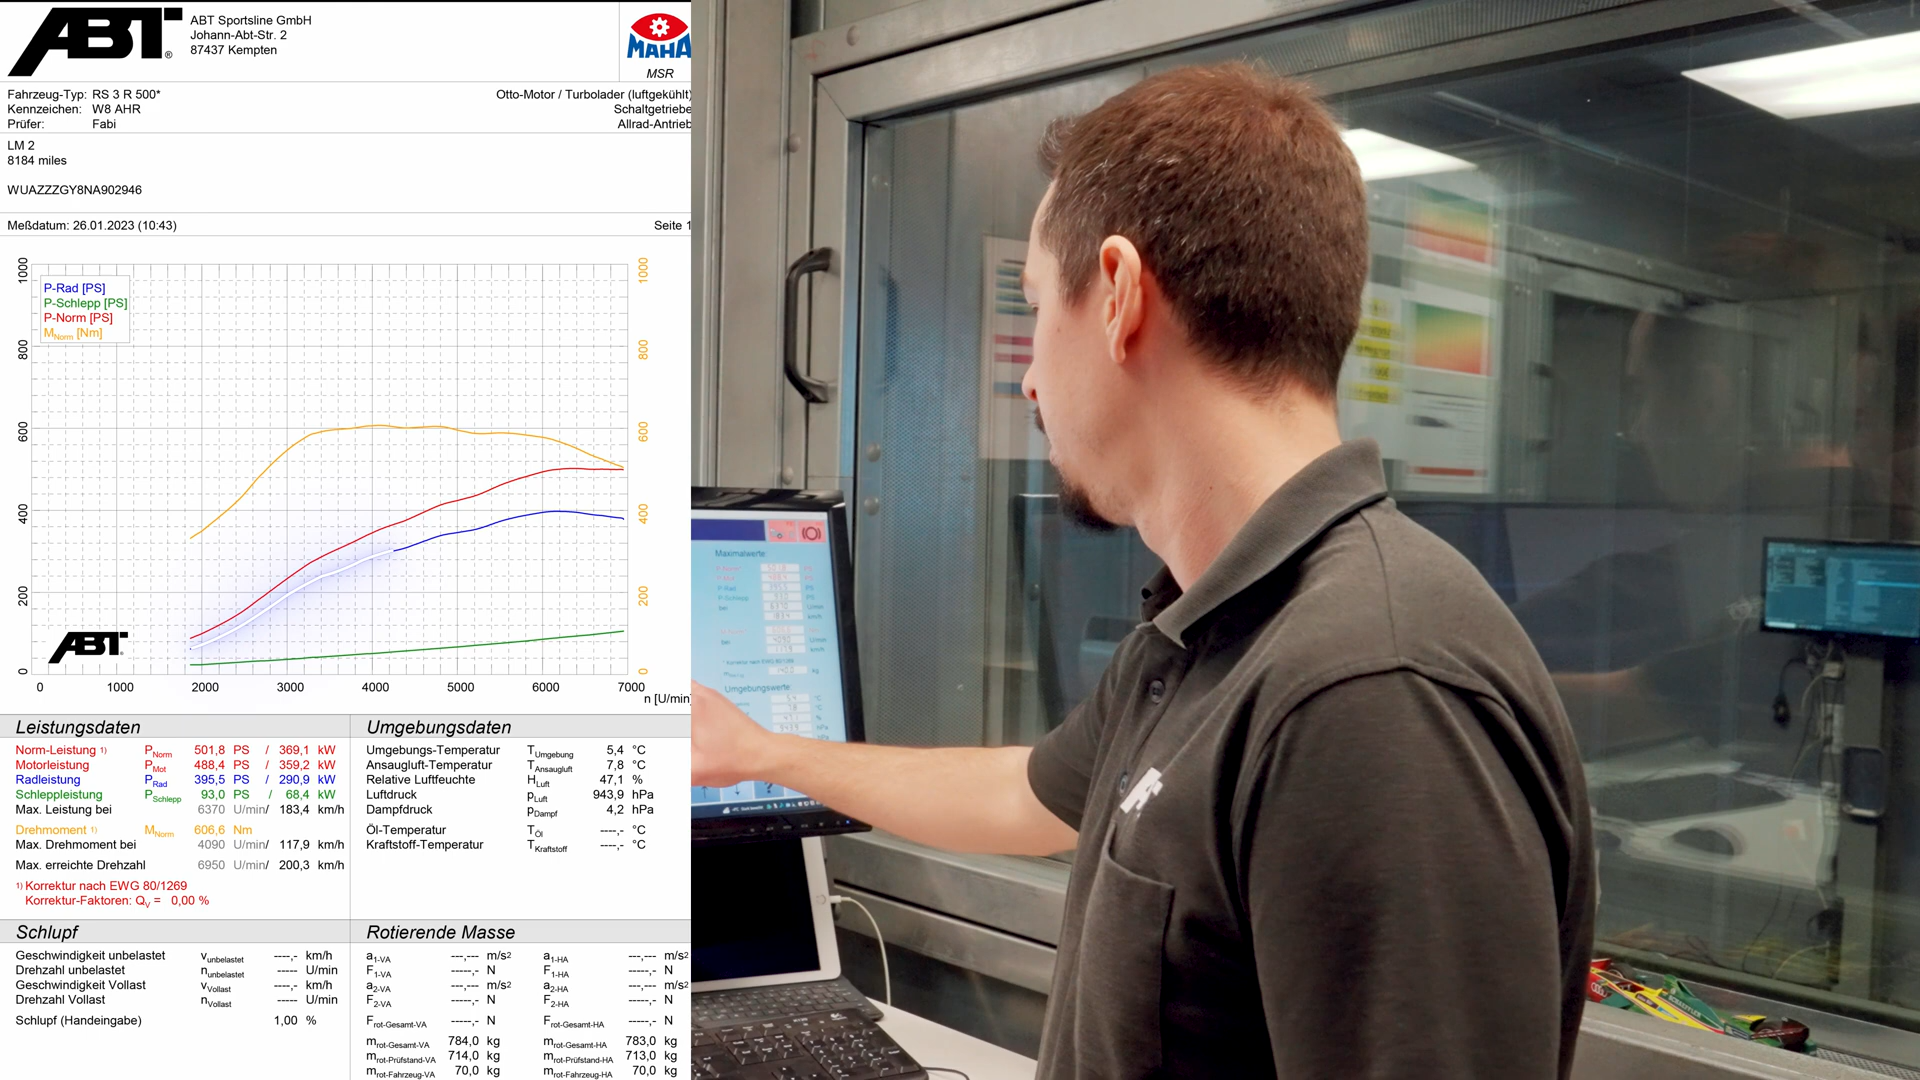 ABT®
ABT Sportsline GmbH
Johann-Abt-Str. 2
87437 Kempten
MAHA
MSR
Fahrzeug-Typ: RS 3 R 500*
Kennzeichen: W8 AHR
Prüfer: Fabi
Otto-Motor / Turbolader (luftgekühlt)
Schaltgetriebe
Allrad-Antrieb
LM 2
8184 miles
WUAZZZGY8NA902946
Meßdatum: 26.01.2023 (10:43)
Seite 1
1000
800
600
400
200
0
P-Rad [PS]
P-Schlepp [PS]
P-Norm [PS]
MNorm [Nm]
1000
800
600
400
200
0
ABT
0 1000 2000 3000 4000 5000 6000 7000
n [U/min]
Leistungsdaten
Norm-Leistung 1) PNorm 501,8 PS / 369,1 kW
Motorleistung PMot 488,4 PS / 359,2 kW
Radleistung PRad 395,5 PS / 290,9 kW
Schleppleistung PSchlepp 93,0 PS / 68,4 kW
Max. Leistung bei 6370 U/min/ 183,4 km/h
Drehmoment 1) MNorm 606,6 Nm
Max. Drehmoment bei 4090 U/min/ 117,9 km/h
Max. erreichte Drehzahl 6950 U/min/ 200,3 km/h
1) Korrektur nach EWG 80/1269
Korrektur-Faktoren: QV = 0,00 %
Umgebungsdaten
Umgebungs-Temperatur TUmgebung 5,4 °C
Ansaugluft-Temperatur TAnsaugluft 7,8 °C
Relative Luftfeuchte HLuft 47,1 %
Luftdruck pLuft 943,9 hPa
Dampfdruck pDampf 4,2 hPa
Öl-Temperatur TÖl ----,- °C
Kraftstoff-Temperatur TKraftstoff ----,- °C
Schlupf
Geschwindigkeit unbelastet vunbelastet ----,- km/h
Drehzahl unbelastet nunbelastet ----- U/min
Geschwindigkeit Vollast vVollast ----,- km/h
Drehzahl Vollast nVollast ----- U/min
Schlupf (Handeingabe) 1,00 %
Rotierende Masse
a1-VA ---,--- m/s² a1-HA ---,--- m/s²
F1-VA -----,- N F1-HA -----,- N
a2-VA ---,--- m/s² a2-HA ---,--- m/s²
F2-VA -----,- N F2-HA -----,- N
Frot-Gesamt-VA -----,- N Frot-Gesamt-HA -----,- N
mrot-Gesamt-VA 784,0 kg mrot-Gesamt-HA 783,0 kg
mrot-Prüfstand-VA 714,0 kg mrot-Prüfstand-HA 713,0 kg
mrot-Fahrzeug-VA 70,0 kg mrot-Fahrzeug-HA 70,0 kg
Maximalwerte:
P-Rad
P-Schlepp
bei
bei
Umgebungswerte: